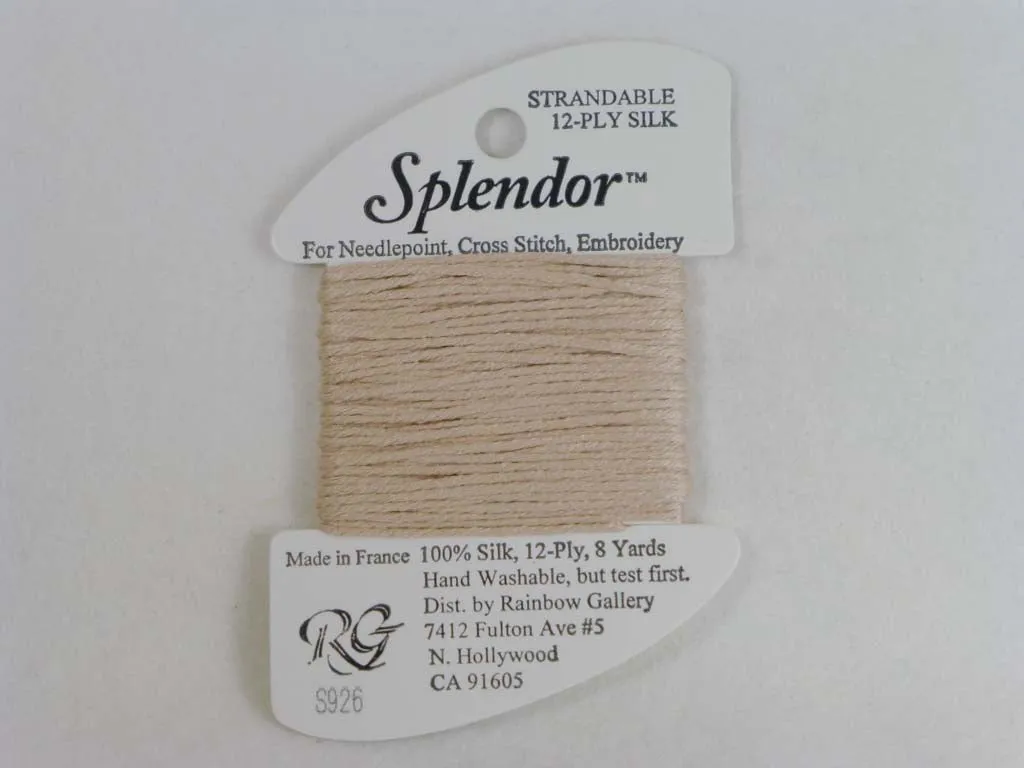 STRANDABLE
12-PLY SILK
Splendor™
For Needlepoint, Cross Stitch, Embroidery
Made in France 100% Silk, 12-Ply, 8 Yards
Hand Washable, but test first.
Dist. by Rainbow Gallery
7412 Fulton Ave #5
N. Hollywood
CA 91605
RG
S926